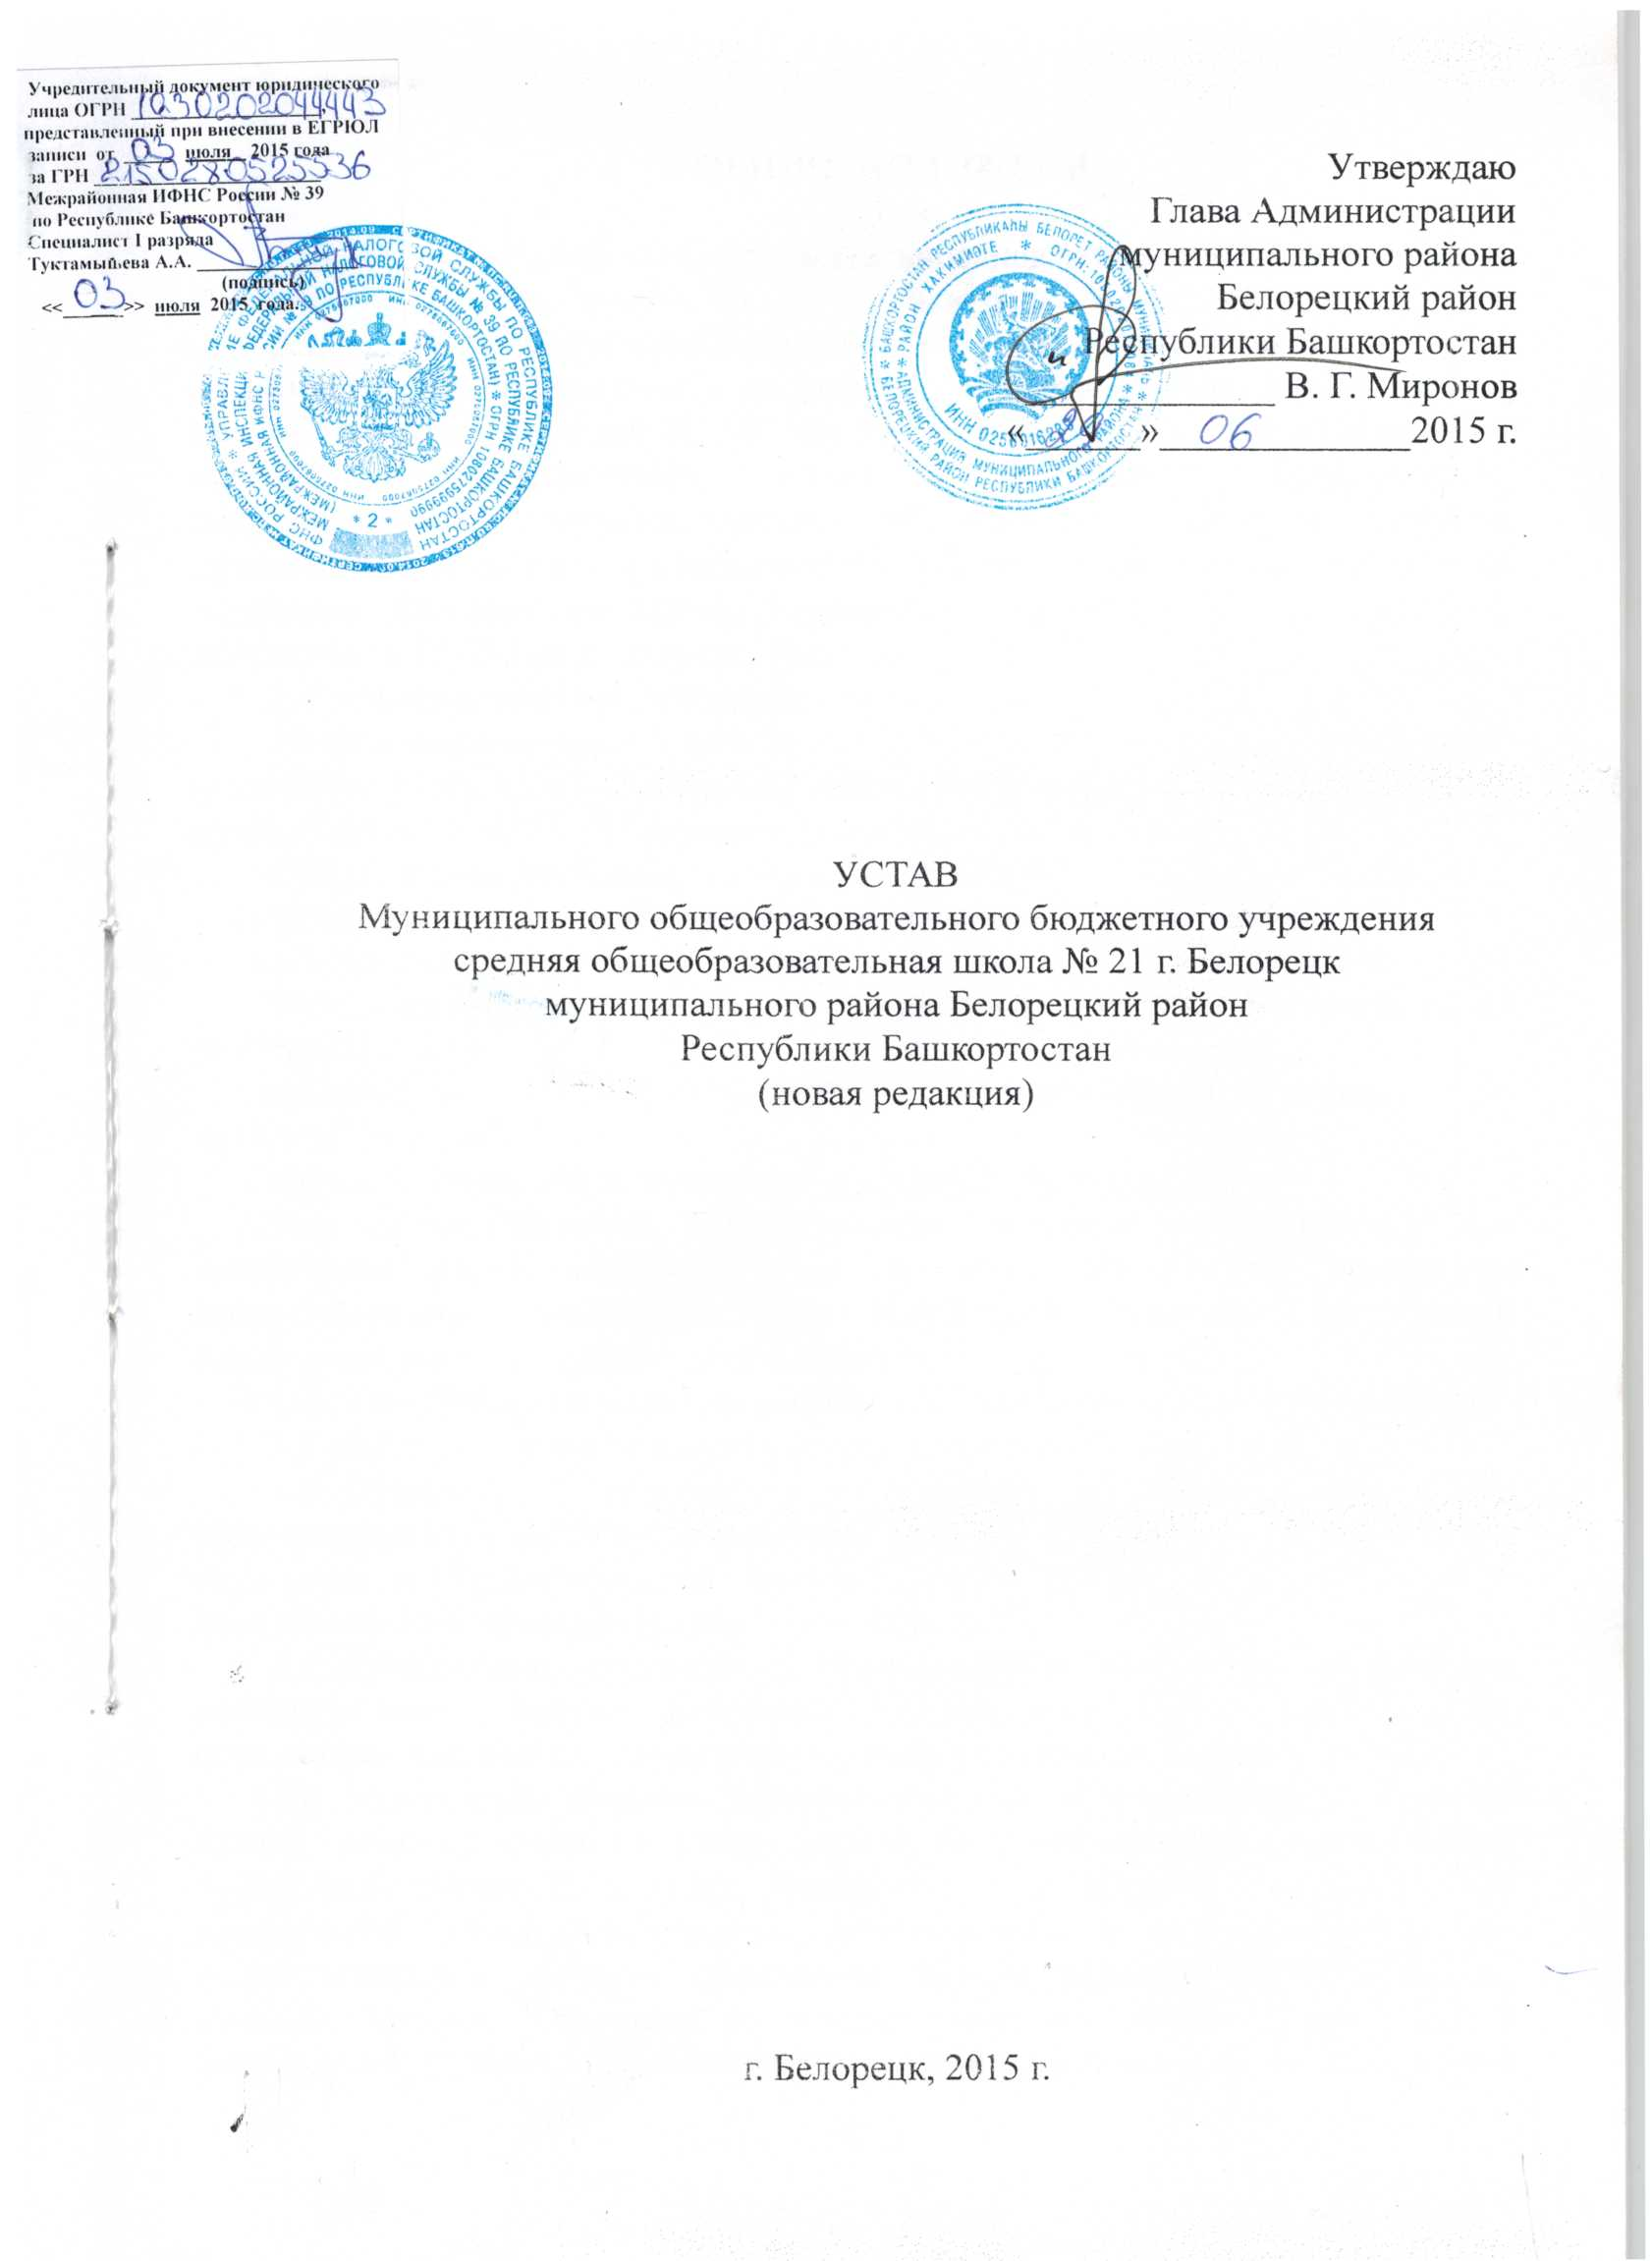 Учредительный документ юридического
лица ОГРН 1030202044443,
представленный при внесении в ЕГРЮЛ
записи от 03 июля 2015 года
за ГРН 2150280525536
Межрайонная ИФНС России № 39
по Республике Башкортостан
Специалист 1 разряда
Туктамышева А.А.
(подпись)
<<03>> июля 2015 года.
Утверждаю
Глава Администрации
муниципального района
Белорецкий район
Республики Башкортостан
В. Г. Миронов
« » 06 2015 г.
УСТАВ
Муниципального общеобразовательного бюджетного учреждения
средняя общеобразовательная школа № 21 г. Белорецк
муниципального района Белорецкий район
Республики Башкортостан
(новая редакция)
г. Белорецк, 2015 г.